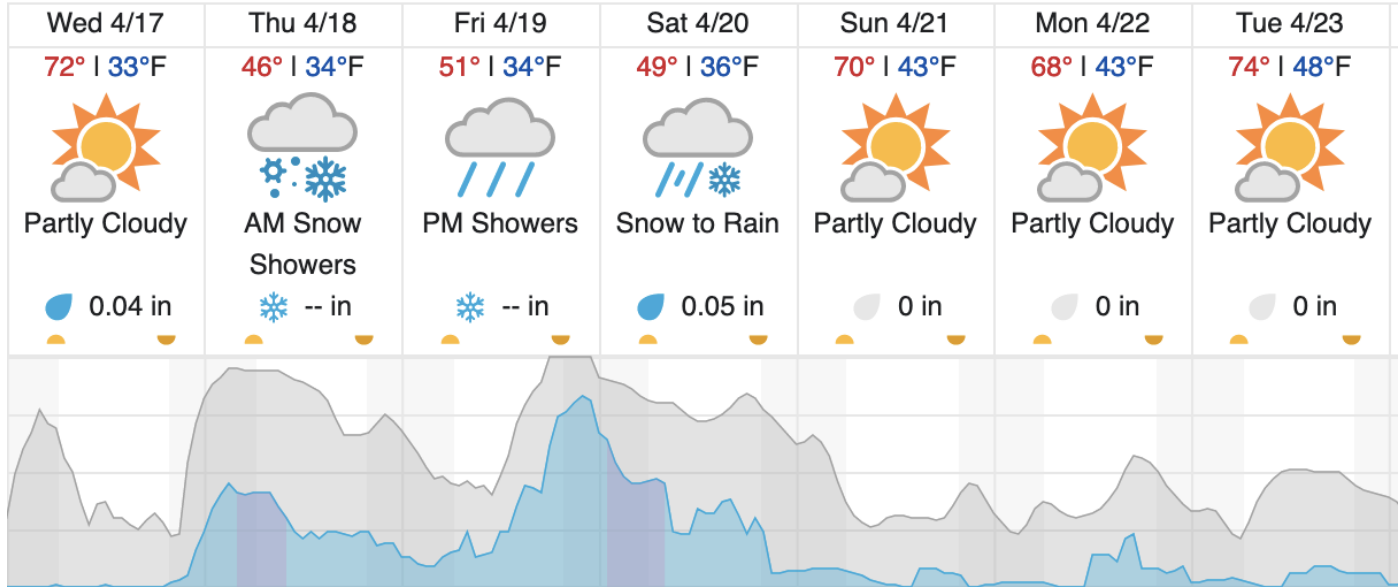 Wed 4/17 Thu 4/18 Fri 4/19 Sat 4/20 Sun 4/21 Mon 4/22 Tue 4/23
72° | 33°F 46° | 34°F 51° | 34°F 49° | 36°F 70° | 43°F 68° | 43°F 74° | 48°F
Partly Cloudy AM Snow PM Showers Snow to Rain Partly Cloudy Partly Cloudy Partly Cloudy
Showers
0.04 in -- in -- in 0.05 in 0 in 0 in 0 in